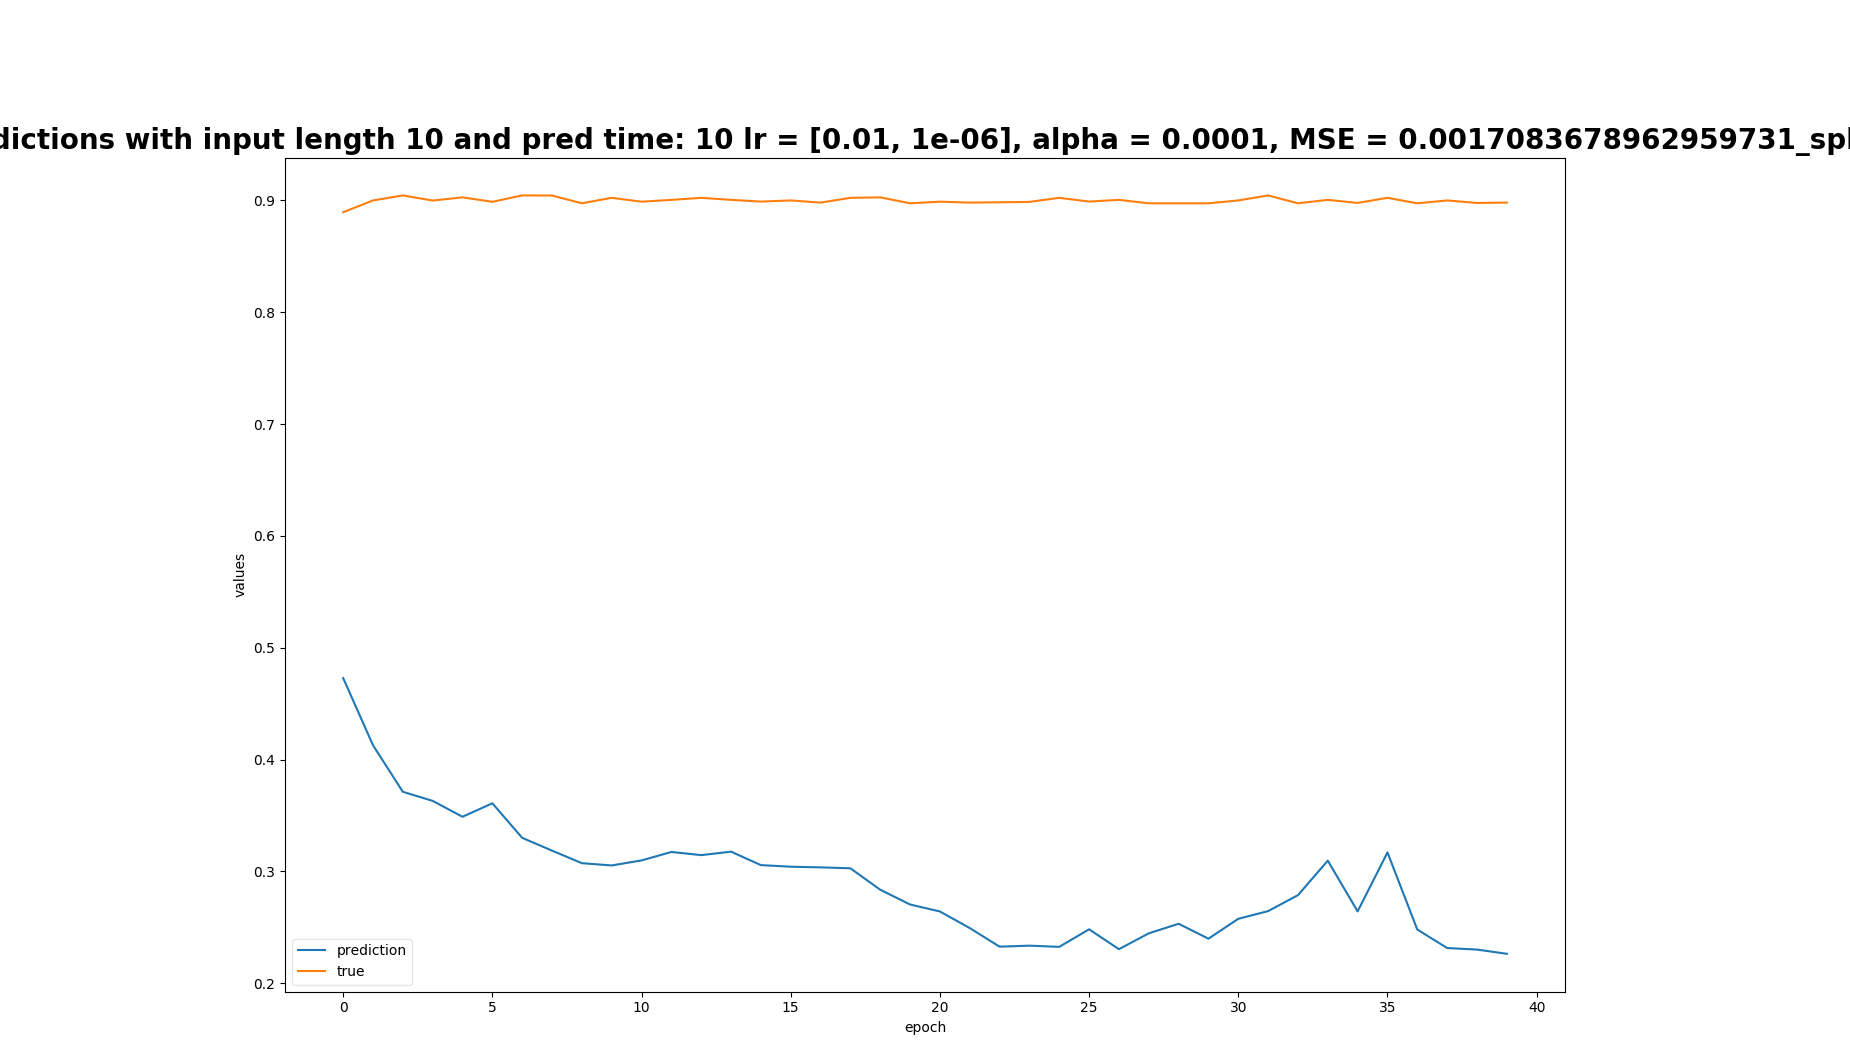 dictions with input length 10 and pred time: 10 lr = [0.01, 1e-06], alpha = 0.0001, MSE = 0.0017083678962959731_spl
0.9
0.8
0.7
0.6
0.5
0.4
0.3
0.2
values
prediction
true
0 5 10 15 20 25 30 35 40
epoch